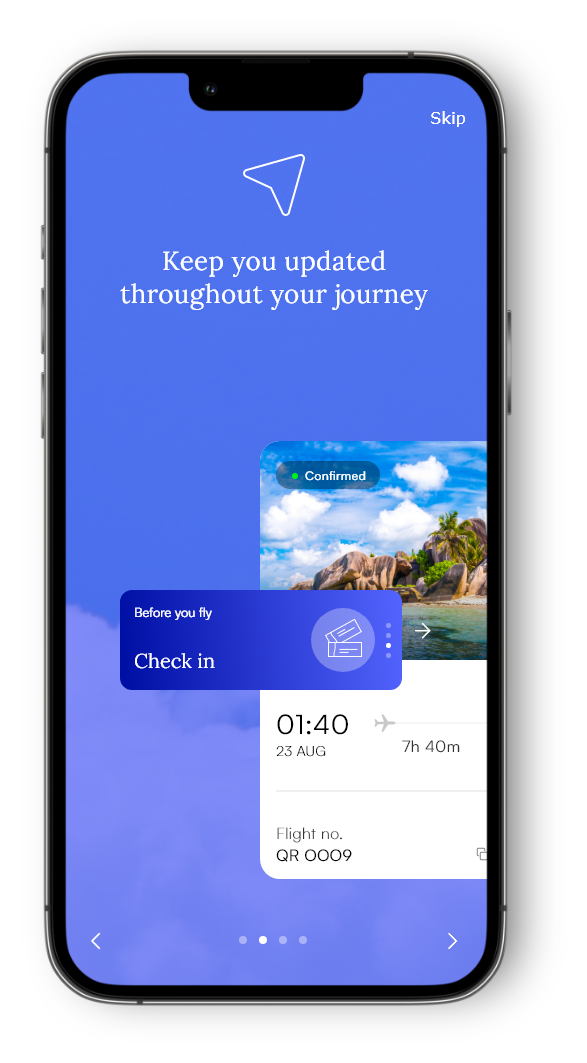 Skip
Keep you updated
throughout your journey
Confirmed
Before you fly
Check in
01:40
23 AUG
7h 40m
Flight no.
QR 0009